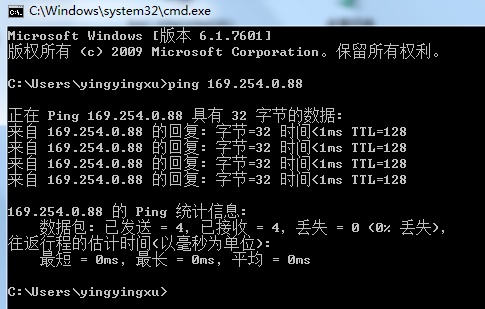 C:\Windows\system32\cmd.exe
Microsoft Windows [版本 6.1.7601]
版权所有 (c) 2009 Microsoft Corporation。保留所有权利。
C:\Users\yingyingxu>ping 169.254.0.88
正在 Ping 169.254.0.88 具有 32 字节的数据:
来自 169.254.0.88 的回复: 字节=32 时间<1ms TTL=128
来自 169.254.0.88 的回复: 字节=32 时间<1ms TTL=128
来自 169.254.0.88 的回复: 字节=32 时间<1ms TTL=128
来自 169.254.0.88 的回复: 字节=32 时间<1ms TTL=128
169.254.0.88 的 Ping 统计信息:
数据包: 已发送 = 4, 已接收 = 4, 丢失 = 0 (0% 丢失),
往返行程的估计时间(以毫秒为单位):
最短 = 0ms, 最长 = 0ms, 平均 = 0ms
C:\Users\yingyingxu>